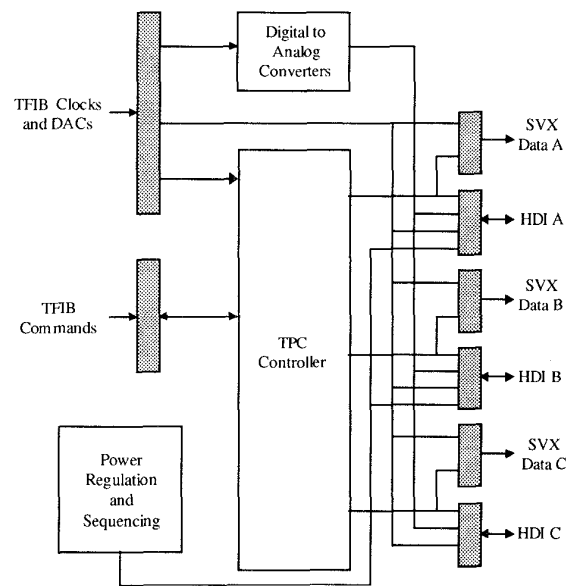 Digital to
Analog
Converters
TFIB Clocks
and DACs
SVX
Data A
HDI A
TFIB
Commands
TPC
Controller
SVX
Data B
HDI B
Power
Regulation
and
Sequencing
SVX
Data C
HDI C